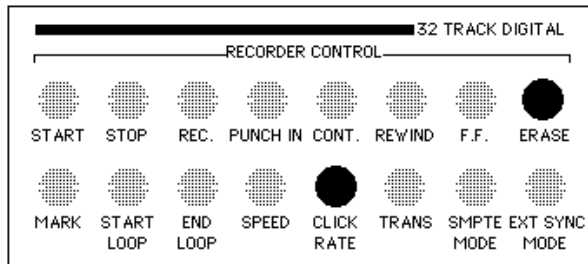 32 TRACK DIGITAL
RECORDER CONTROL
START STOP REC. PUNCH IN CONT. REWIND F.F. ERASE
MARK START LOOP END LOOP SPEED CLICK RATE TRANS SMPTE MODE EXT SYNC MODE